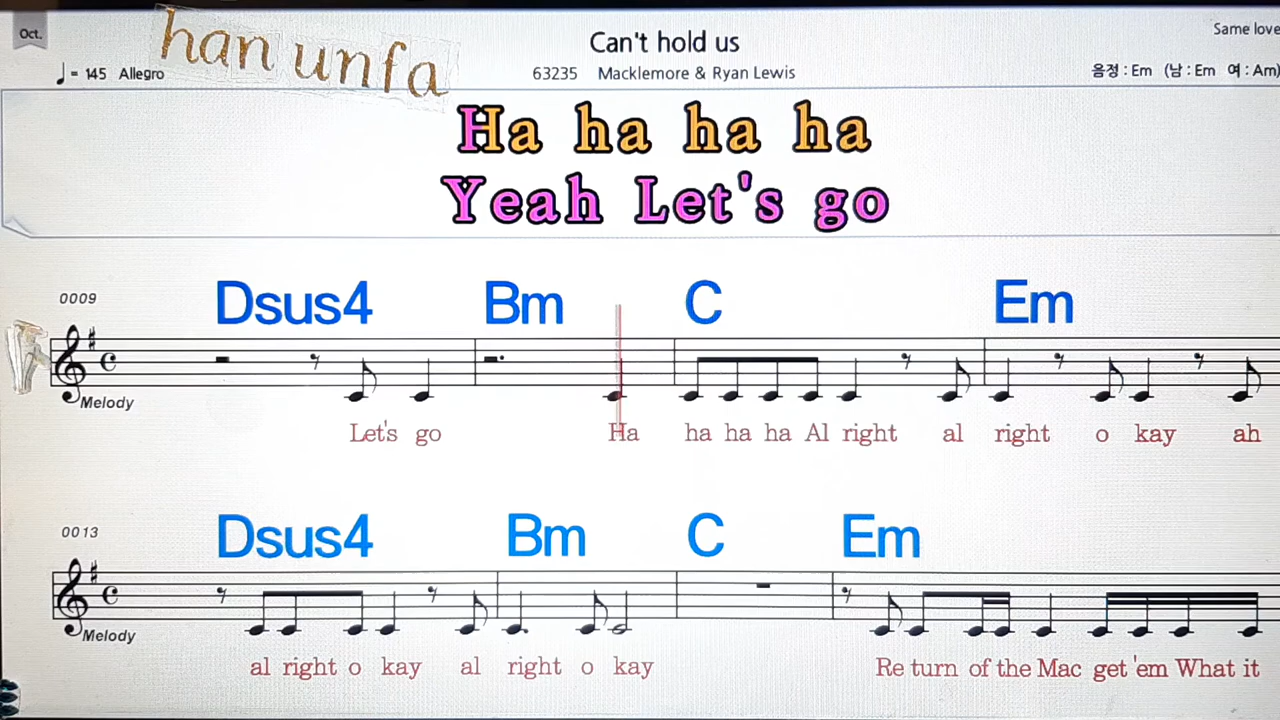 Oct.
han unfa
Can't hold us
Same love
♩= 145 Allegro
63235 Macklemore & Ryan Lewis
음정 : Em (남 : Em 여 : Am)
Ha ha ha ha
Yeah Let's go
0009
Dsus4 Bm C Em
Melody
Let's go Ha ha ha ha Al right al right o kay ah
0013
Dsus4 Bm C Em
Melody
al right o kay al right o kay Re turn of the Mac get 'em What it